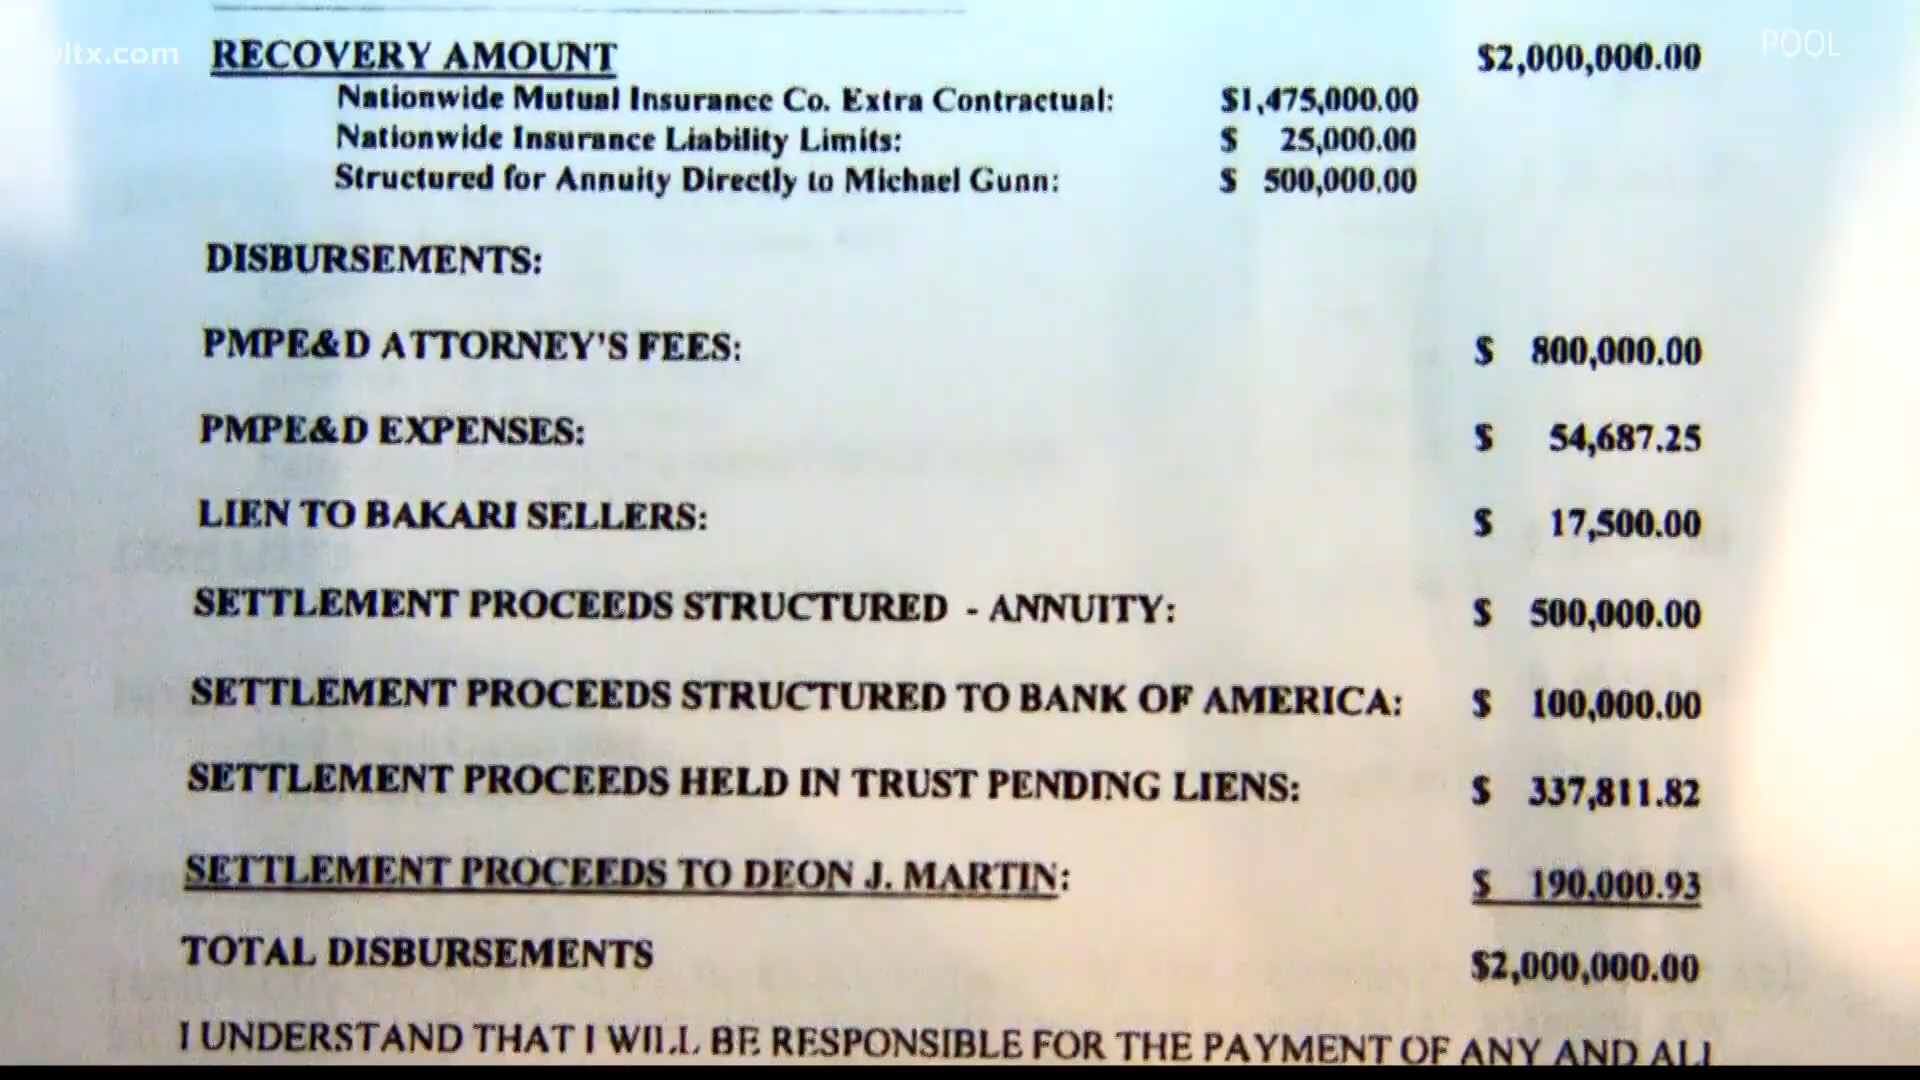 wltx.com
POOL
RECOVERY AMOUNT $2,000,000.00
Nationwide Mutual Insurance Co. Extra Contractual: $1,475,000.00
Nationwide Insurance Liability Limits: $ 25,000.00
Structured for Annuity Directly to Michael Gunn: $ 500,000.00
DISBURSEMENTS:
PMPE&D ATTORNEY'S FEES: $ 800,000.00
PMPE&D EXPENSES: $ 54,687.25
LIEN TO BAKARI SELLERS: $ 17,500.00
SETTLEMENT PROCEEDS STRUCTURED - ANNUITY: $ 500,000.00
SETTLEMENT PROCEEDS STRUCTURED TO BANK OF AMERICA: $ 100,000.00
SETTLEMENT PROCEEDS HELD IN TRUST PENDING LIENS: $ 337,811.82
SETTLEMENT PROCEEDS TO DEON J. MARTIN: $ 190,000.93
TOTAL DISBURSEMENTS $2,000,000.00
I UNDERSTAND THAT I WILL BE RESPONSIBLE FOR THE PAYMENT OF ANY AND ALL